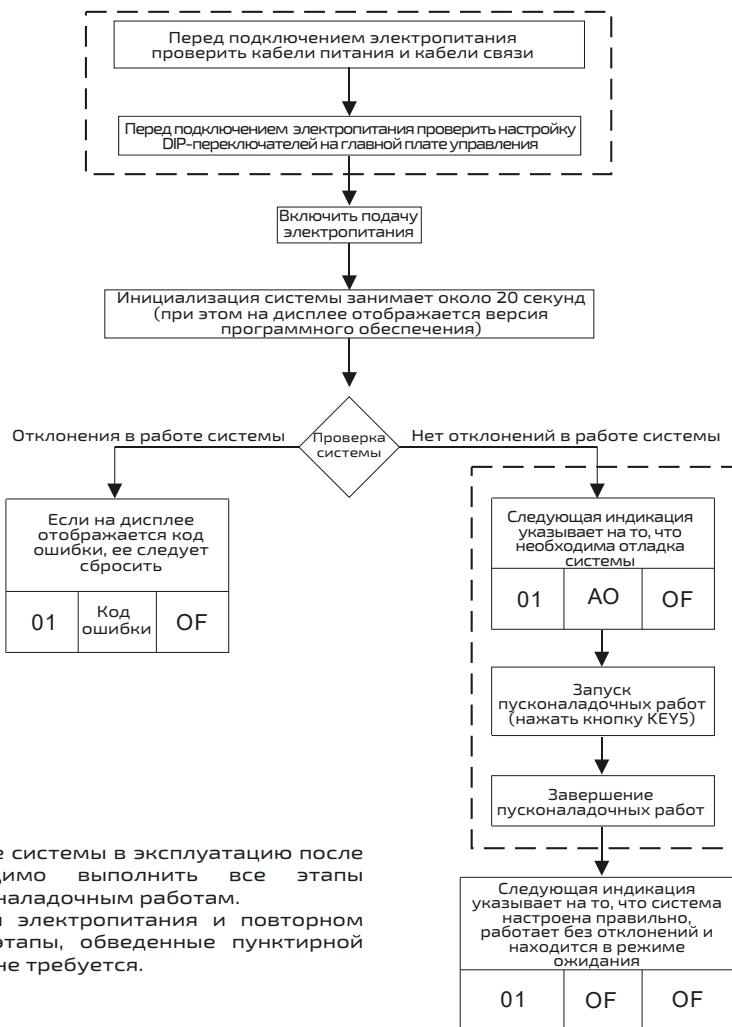 Перед подключением электропитания
проверить кабели питания и кабели связи
Перед подключением электропитания проверить настройку
DIP-переключателей на главной плате управления
Включить подачу
электропитания
Инициализация системы занимает около 20 секунд
(при этом на дисплее отображается версия
программного обеспечения)
Отклонения в работе системы
Проверка
системы
Нет отклонений в работе системы
Если на дисплее
отображается код
ошибки, ее следует
сбросить
01
Код
ошибки
OF
Следующая индикация
указывает на то, что
необходима отладка
системы
01 AO OF
Запуск
пусконаладочных работ
(нажать кнопку KEY5)
Завершение
пусконаладочных работ
Следующая индикация
указывает на то, что система
настроена правильно,
работает без отклонений и
находится в режиме
ожидания
01 OF OF
е системы в эксплуатацию после
димо выполнить все этапы
наладочным работам.
и электропитания и повторном
этапы, обведенные пунктирной
не требуется.